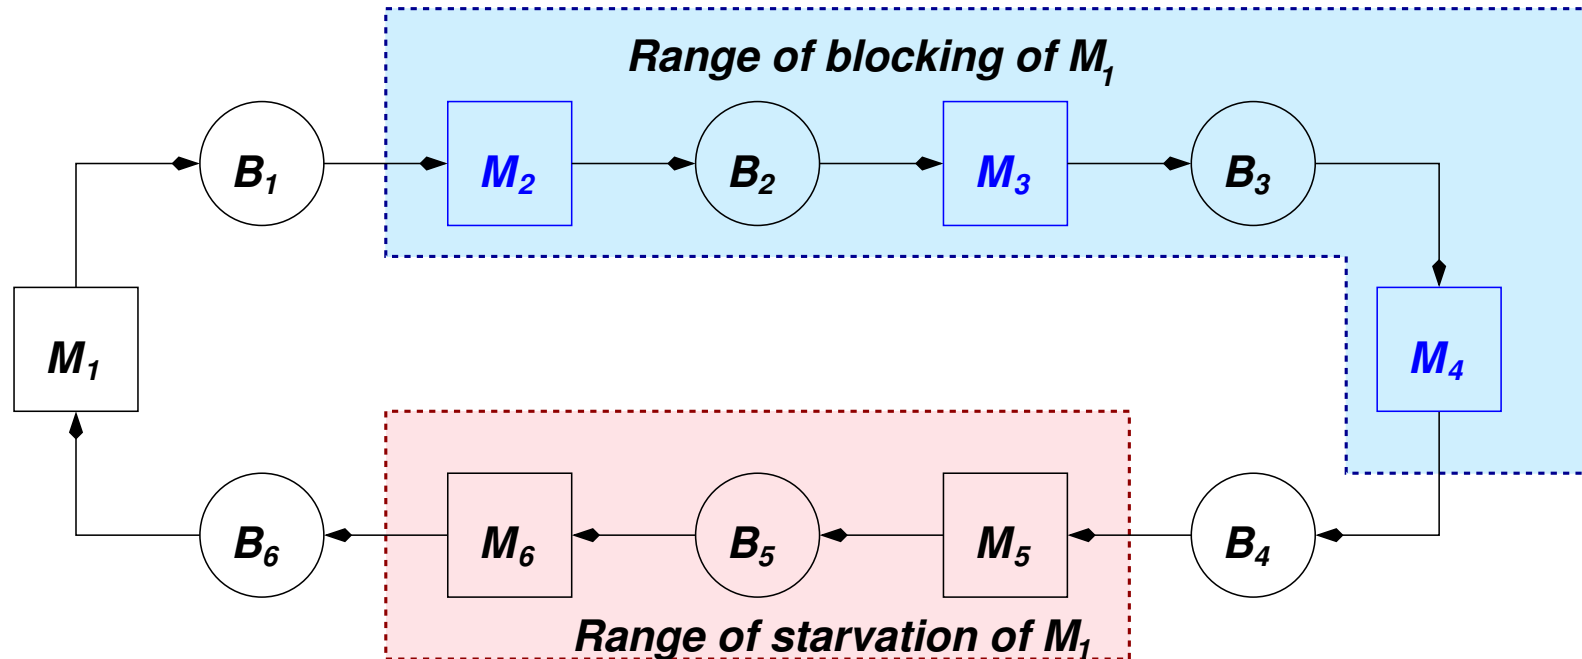 Range of blocking of M1
B1 M2 B2 M3 B3
M1 M4
B6 M6 B5 M5 B4
Range of starvation of M1